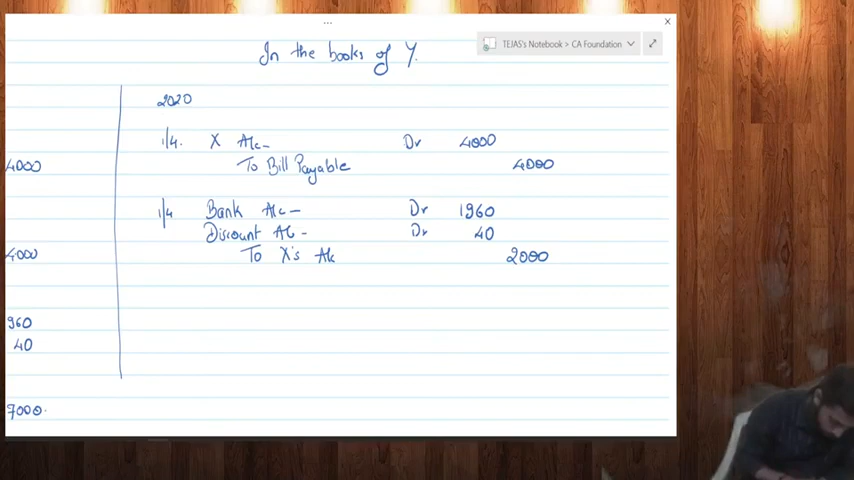 In the books of Y.
TEJAS's Notebook > CA Foundation
2020
1/4. X A/c- Dr 4000
4000 To Bill Payable 4000
1/4 Bank A/c- Dr 1960
Discount A/c- Dr 40
4000 To X's A/c 2000
960
40
7000.